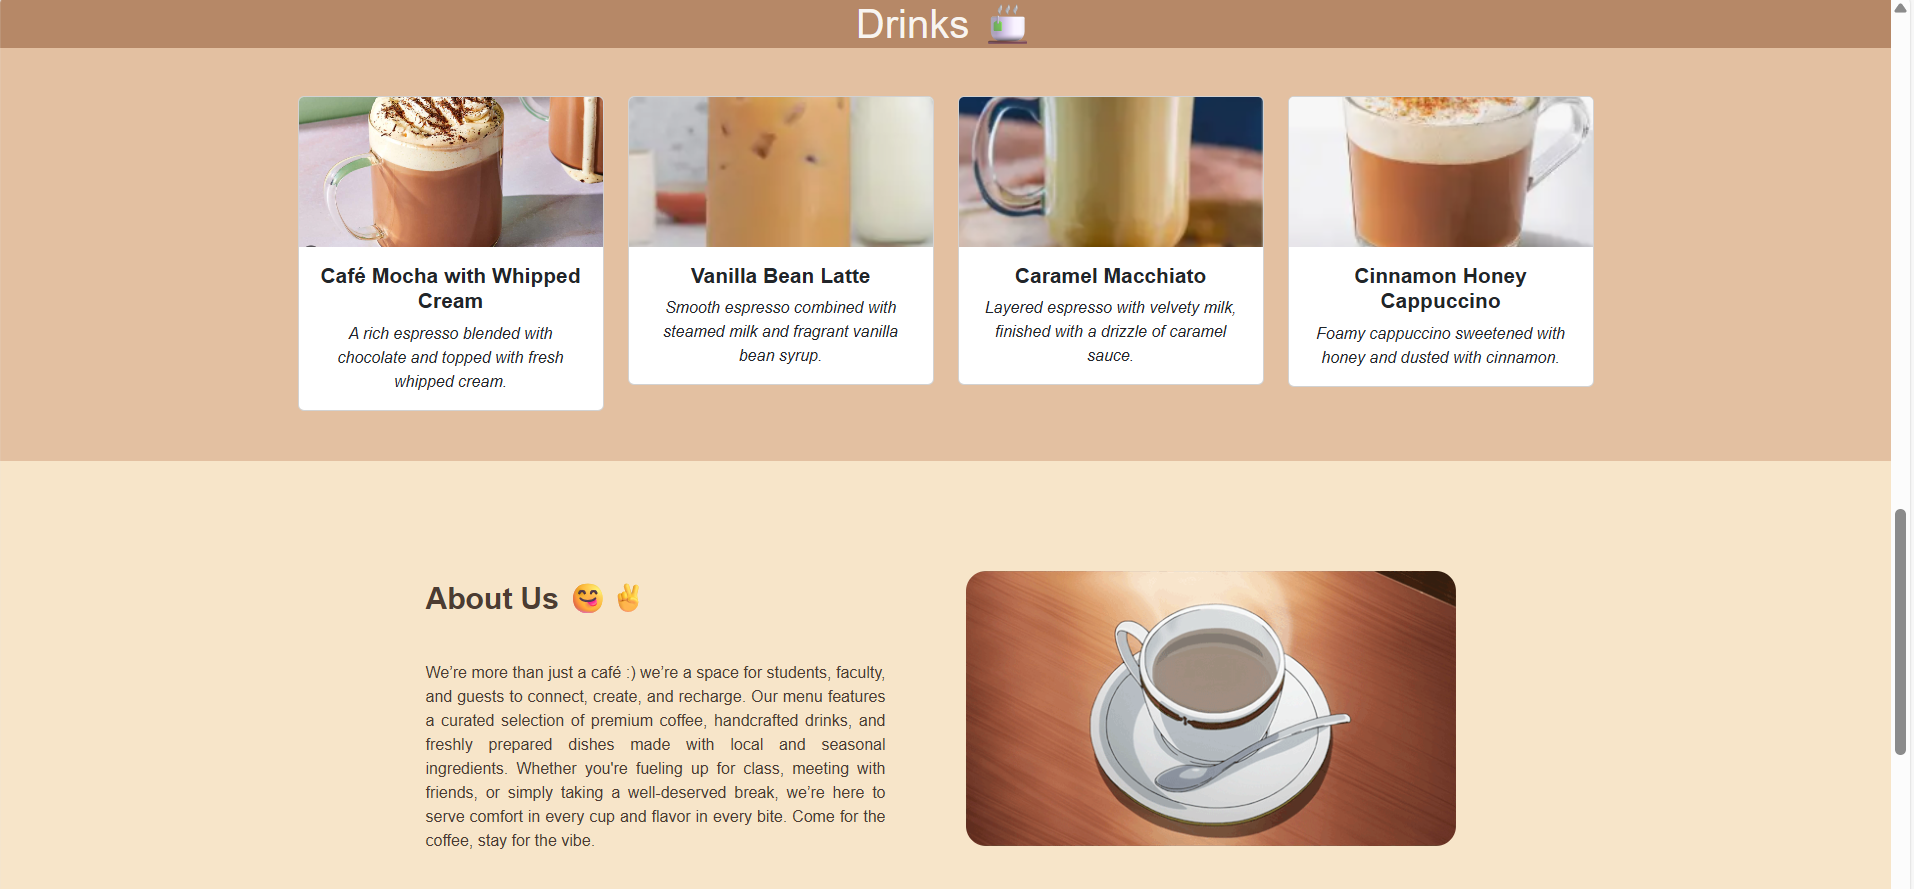 Drinks
Café Mocha with Whipped
Cream
A rich espresso blended with
chocolate and topped with fresh
whipped cream.
Vanilla Bean Latte
Smooth espresso combined with
steamed milk and fragrant vanilla
bean syrup.
Caramel Macchiato
Layered espresso with velvety milk,
finished with a drizzle of caramel
sauce.
Cinnamon Honey
Cappuccino
Foamy cappuccino sweetened with
honey and dusted with cinnamon.
About Us 😋✌
We’re more than just a café :) we’re a space for students, faculty,
and guests to connect, create, and recharge. Our menu features
a curated selection of premium coffee, handcrafted drinks, and
freshly prepared dishes made with local and seasonal
ingredients. Whether you're fueling up for class, meeting with
friends, or simply taking a well-deserved break, we’re here to
serve comfort in every cup and flavor in every bite. Come for the
coffee, stay for the vibe.